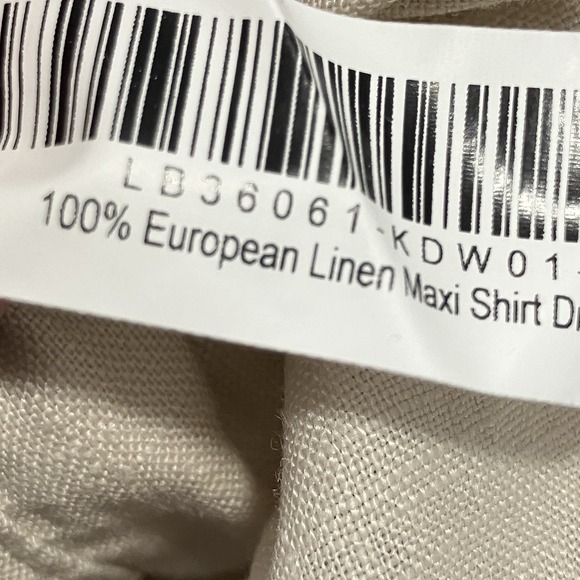 LB36061-KDW01-
100% European Linen Maxi Shirt